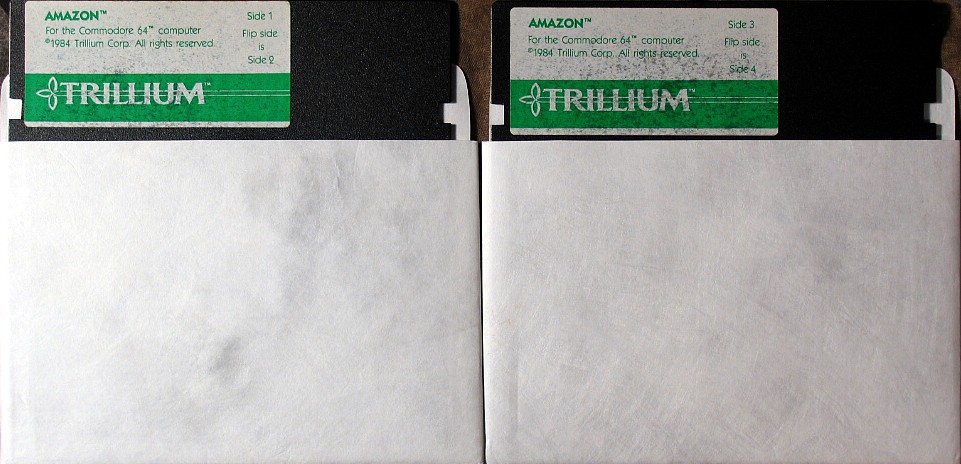 AMAZON™
For the Commodore 64™ computer
©1984 Trillium Corp. All rights reserved.
Side 1
Flip side
is
Side 2
TRILLIUM™
AMAZON™
For the Commodore 64™ computer
©1984 Trillium Corp. All rights reserved.
Side 3
Flip side
is
Side 4
TRILLIUM™